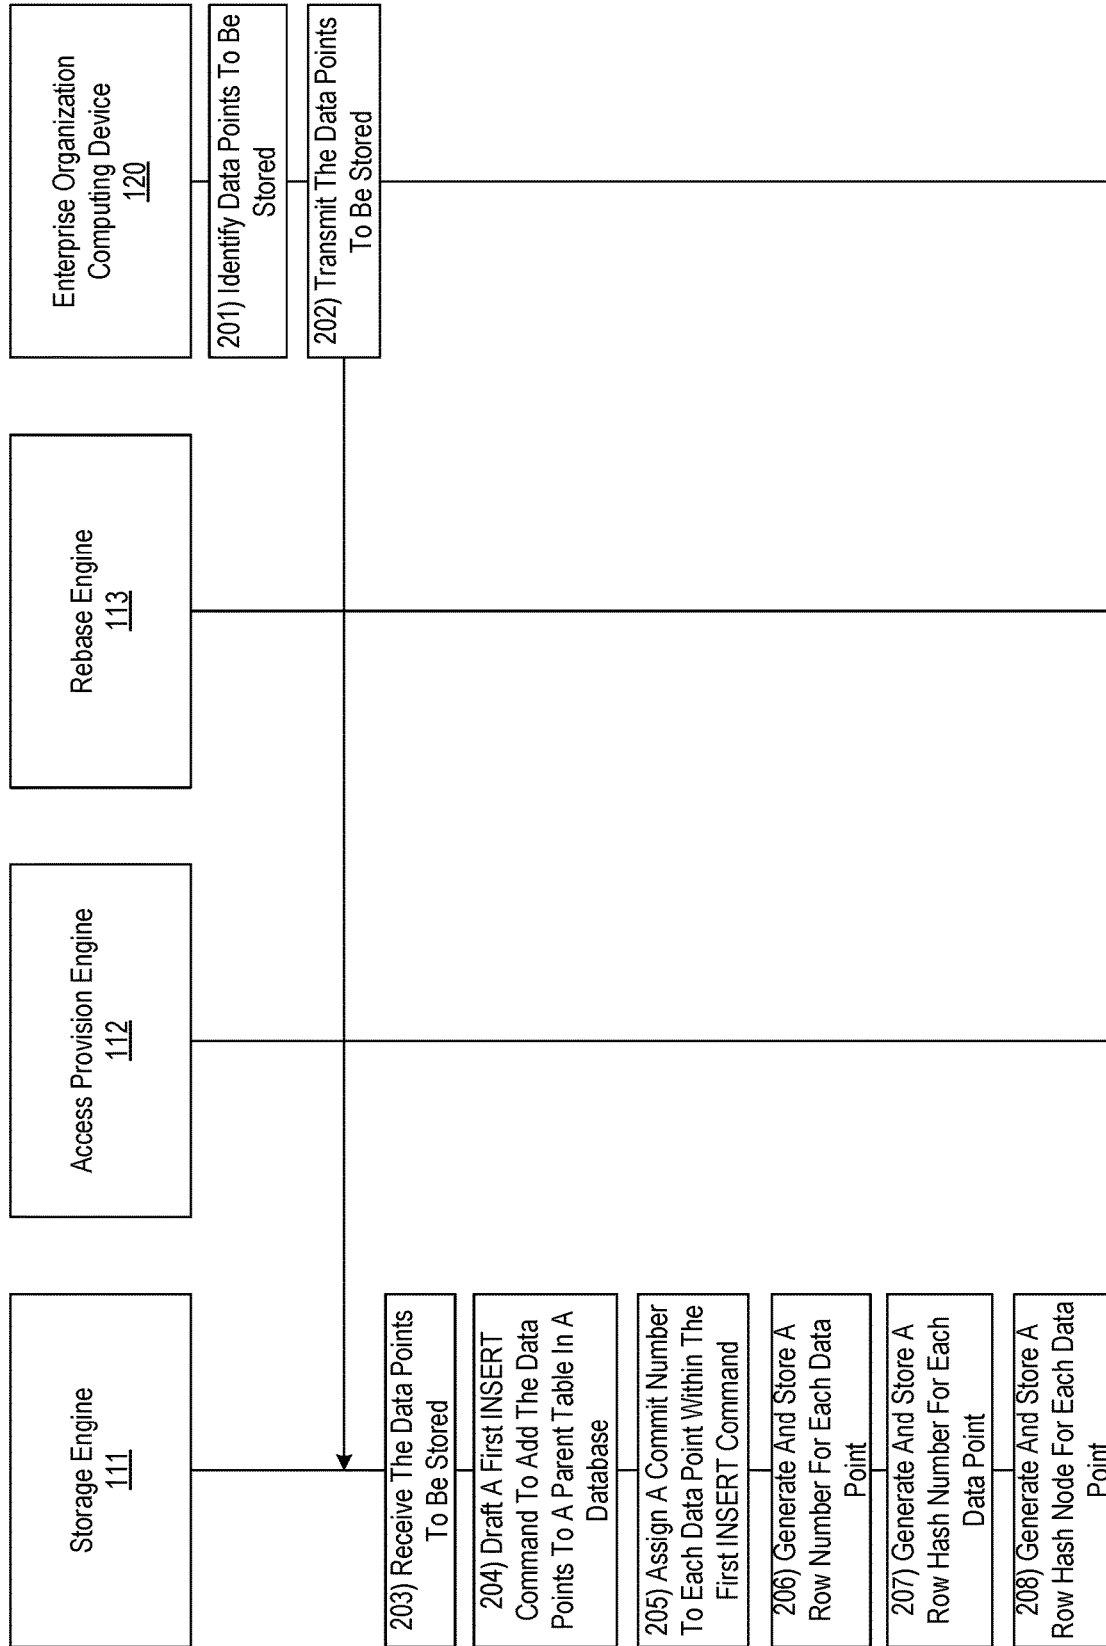 Storage Engine
111
Access Provision Engine
112
Rebase Engine
113
Enterprise Organization
Computing Device
120
201) Identify Data Points To Be
Stored
202) Transmit The Data Points
To Be Stored
203) Receive The Data Points
To Be Stored
204) Draft A First INSERT
Command To Add The Data
Points To A Parent Table In A
Database
205) Assign A Commit Number
To Each Data Point Within The
First INSERT Command
206) Generate And Store A
Row Number For Each Data
Point
207) Generate And Store A
Row Hash Number For Each
Data Point
208) Generate And Store A
Row Hash Node For Each Data
Point